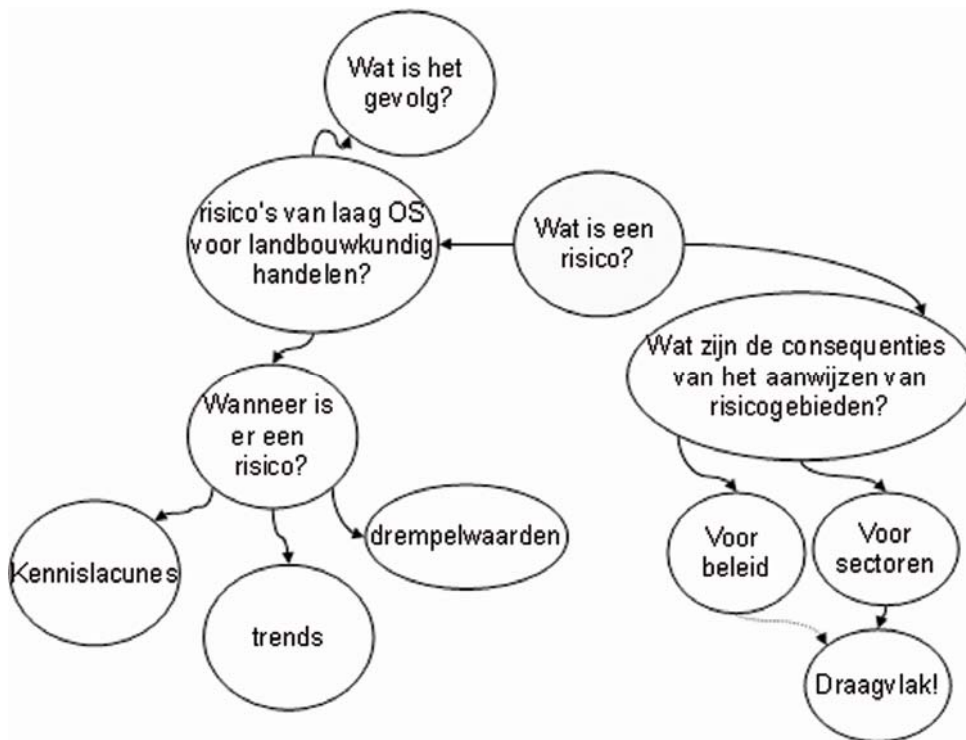 Wat is het
gevolg?
risico's van laag OS
voor landbouwkundig
handelen?
Wat is een
risico?
Wat zijn de consequenties
van het aanwijzen van
risicogebieden?
Wanneer is
er een
risico?
Kennislacunes
trends
drempelwaarden
Voor
beleid
Voor
sectoren
Draagvlak!